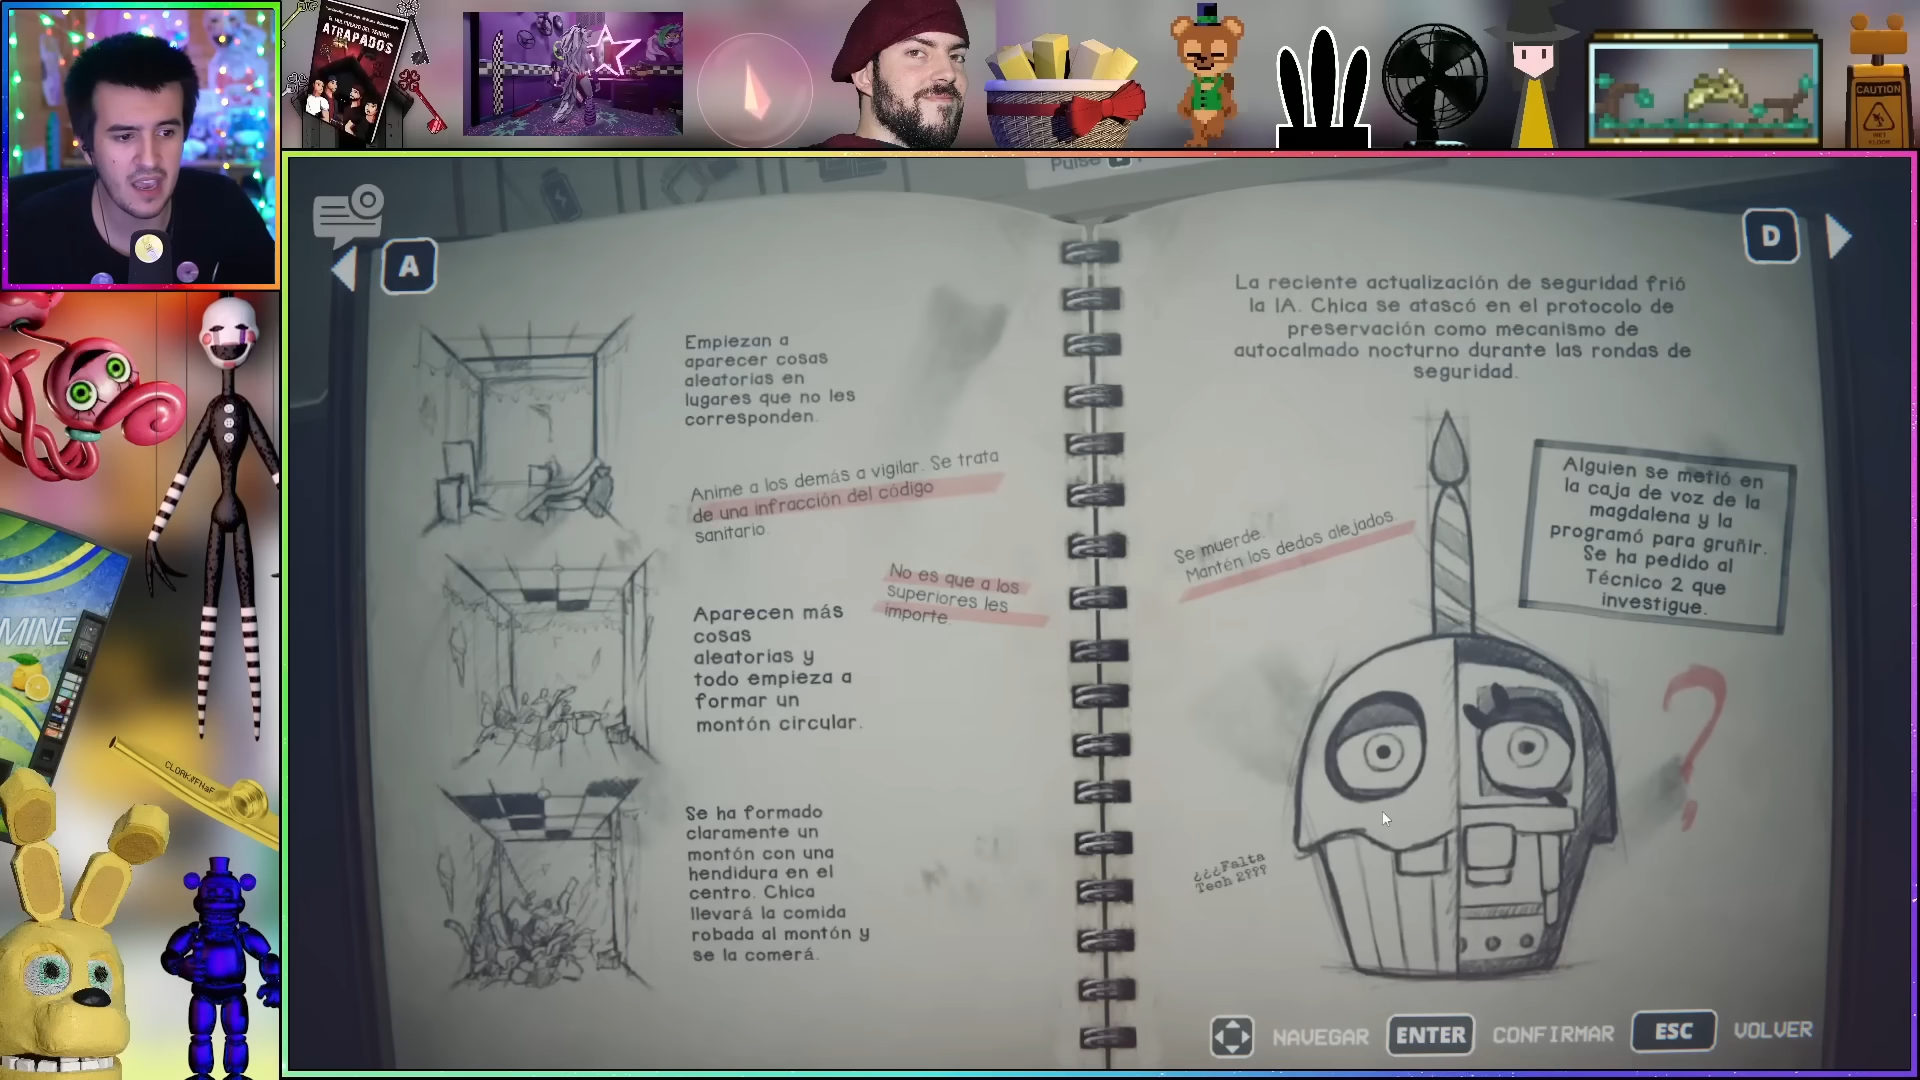 ATRAPADOS
CAUTION
WET
FLOOR
MINE
CLOAK#FNaF
Pulse
A
D
Empiezan a
aparecer cosas
aleatorias en
lugares que no les
corresponden.
Anime a los demás a vigilar. Se trata
de una infracción del código
sanitario.
No es que a los
superiores les
importe.
Aparecen más
cosas
aleatorias y
todo empieza a
formar un
montón circular.
Se ha formado
claramente un
montón con una
hendidura en el
centro. Chica
llevará la comida
robada al montón y
se la comerá.
La reciente actualización de seguridad frió
la IA. Chica se atascó en el protocolo de
preservación como mecanismo de
autocalmado nocturno durante las rondas de
seguridad.
Se muerde.
Mantén los dedos alejados.
Alguien se metió en
la caja de voz de la
magdalena y la
programó para gruñir.
Se ha pedido al
Técnico 2 que
investigue.
?
¿¿¿Falta
Tech 2???
NAVEGAR ENTER CONFIRMAR ESC VOLVER